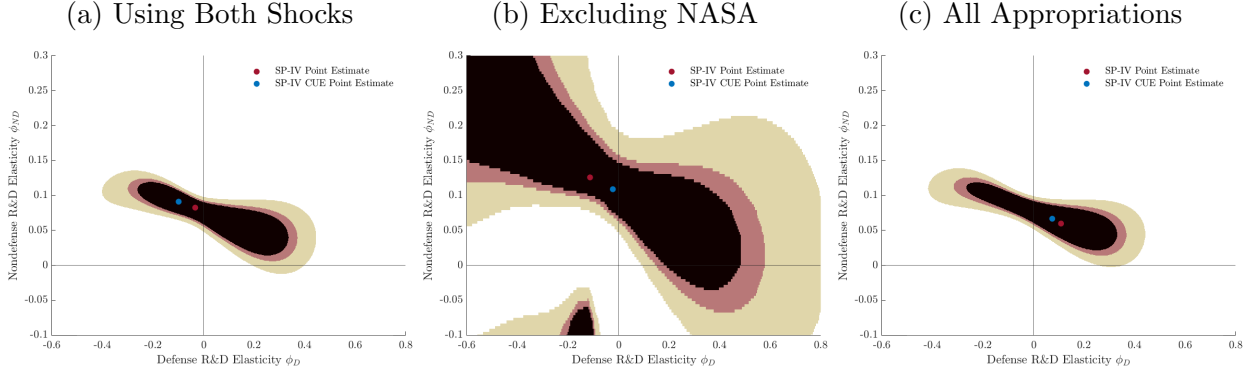 (a) Using Both Shocks
0.3
0.25
0.2
0.15
0.1
0.05
0
-0.05
-0.1
Nondefense R&D Elasticity ϕ_ND
SP-IV Point Estimate
SP-IV CUE Point Estimate
-0.6 -0.4 -0.2 0 0.2 0.4 0.6 0.8
Defense R&D Elasticity ϕ_D
(b) Excluding NASA
0.3
0.25
0.2
0.15
0.1
0.05
0
-0.05
-0.1
Nondefense R&D Elasticity ϕ_ND
SP-IV Point Estimate
SP-IV CUE Point Estimate
-0.6 -0.4 -0.2 0 0.2 0.4 0.6 0.8
Defense R&D Elasticity ϕ_D
(c) All Appropriations
0.3
0.25
0.2
0.15
0.1
0.05
0
-0.05
-0.1
Nondefense R&D Elasticity ϕ_ND
SP-IV Point Estimate
SP-IV CUE Point Estimate
-0.6 -0.4 -0.2 0 0.2 0.4 0.6 0.8
Defense R&D Elasticity ϕ_D